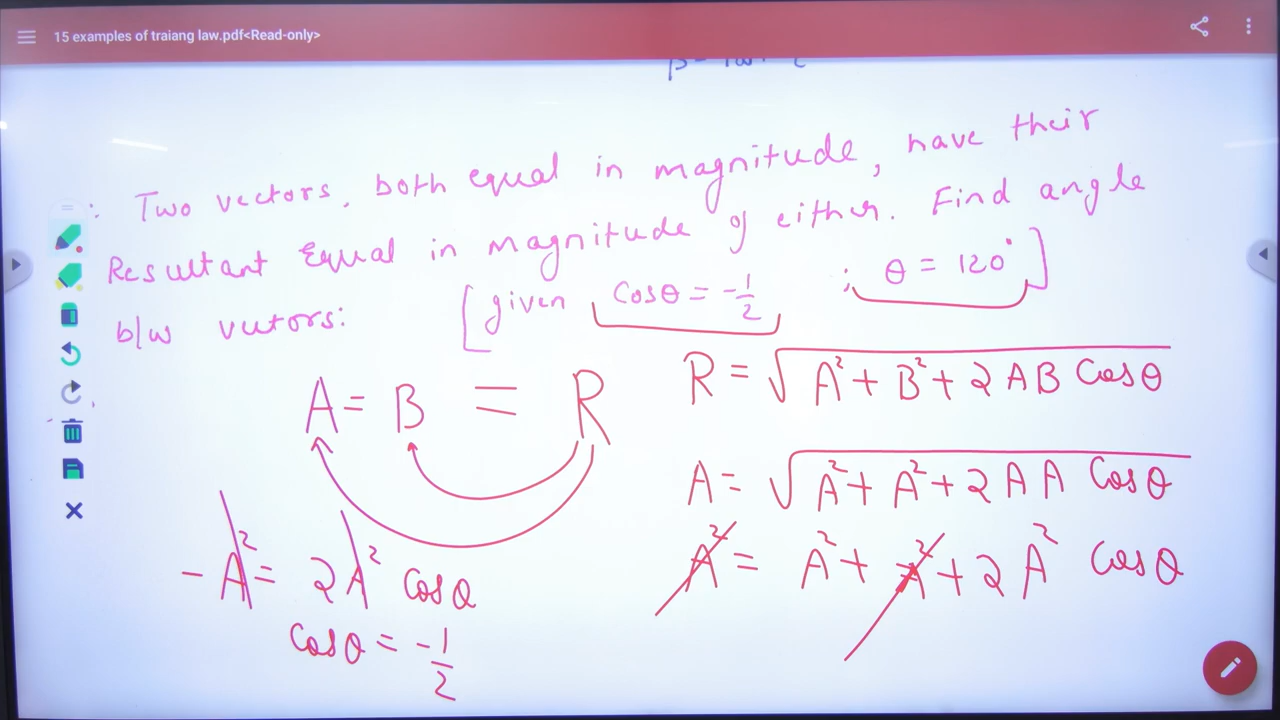 15 examples of traiang law.pdf<Read-only>
Two vectors, both equal in magnitude, have their
Resultant Equal in magnitude of either. Find angle
b/w vectors: [given Cosθ = -1/2 ; θ = 120°]
A = B = R
R = √(A² + B² + 2AB Cosθ)
A = √(A² + A² + 2AA Cosθ)
A² = A² + A² + 2A² Cosθ
-A² = 2A² Cosθ
Cosθ = -1/2